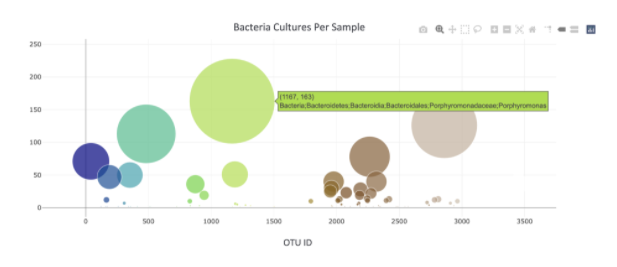 Bacteria Cultures Per Sample
250
200
150
100
50
0
(1167, 163)
Bacteria;Bacteroidetes;Bacteroidia;Bacteroidales;Porphyromonadaceae;Porphyromonas
0 500 1000 1500 2000 2500 3000 3500
OTU ID